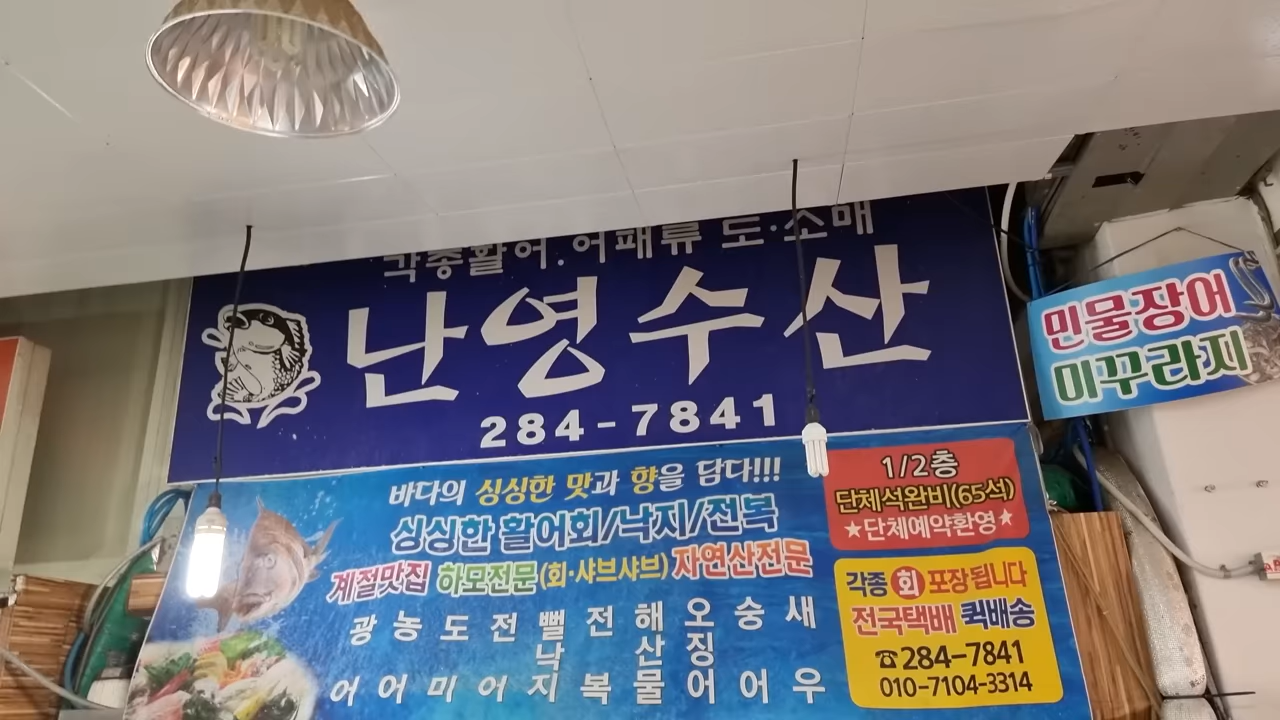 각종활어.어패류 도·소매
난영수산
284-7841
바다의 싱싱한 맛과 향을 담다!!!
싱싱한 활어회/낙지/전복
계절맛집 하모전문(회·샤브샤브) 자연산전문
광어 농어 도미 전어 뻘낙지 전복 해산물 오징어 숭어 새우
1/2층
단체석완비(65석)
★단체예약환영★
각종 회 포장됩니다
전국택배 퀵배송
☎284-7841
010-7104-3314
민물장어
미꾸라지